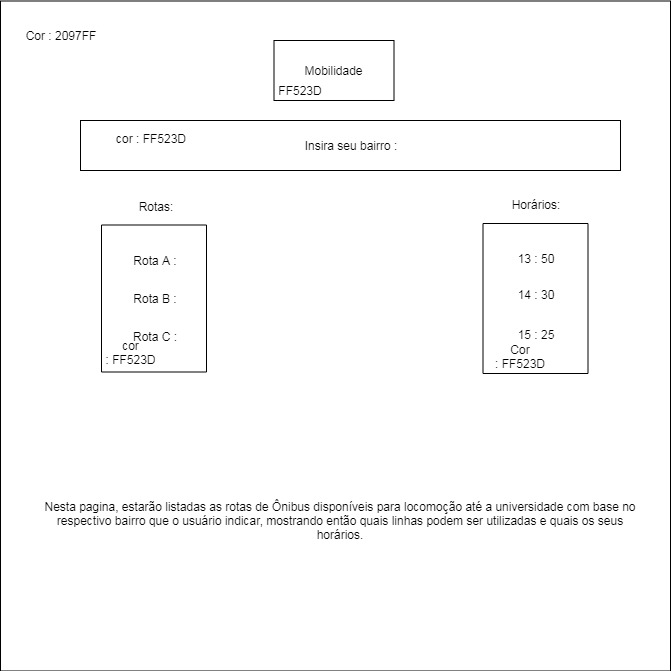 Cor : 2097FF
Mobilidade
FF523D
cor : FF523D
Insira seu bairro :
Rotas:
Rota A :
Rota B :
Rota C :
cor
: FF523D
Horários:
13 : 50
14 : 30
15 : 25
Cor
: FF523D
Nesta pagina, estarão listadas as rotas de Ônibus disponíveis para locomoção até a universidade com base no
respectivo bairro que o usuário indicar, mostrando então quais linhas podem ser utilizadas e quais os seus
horários.